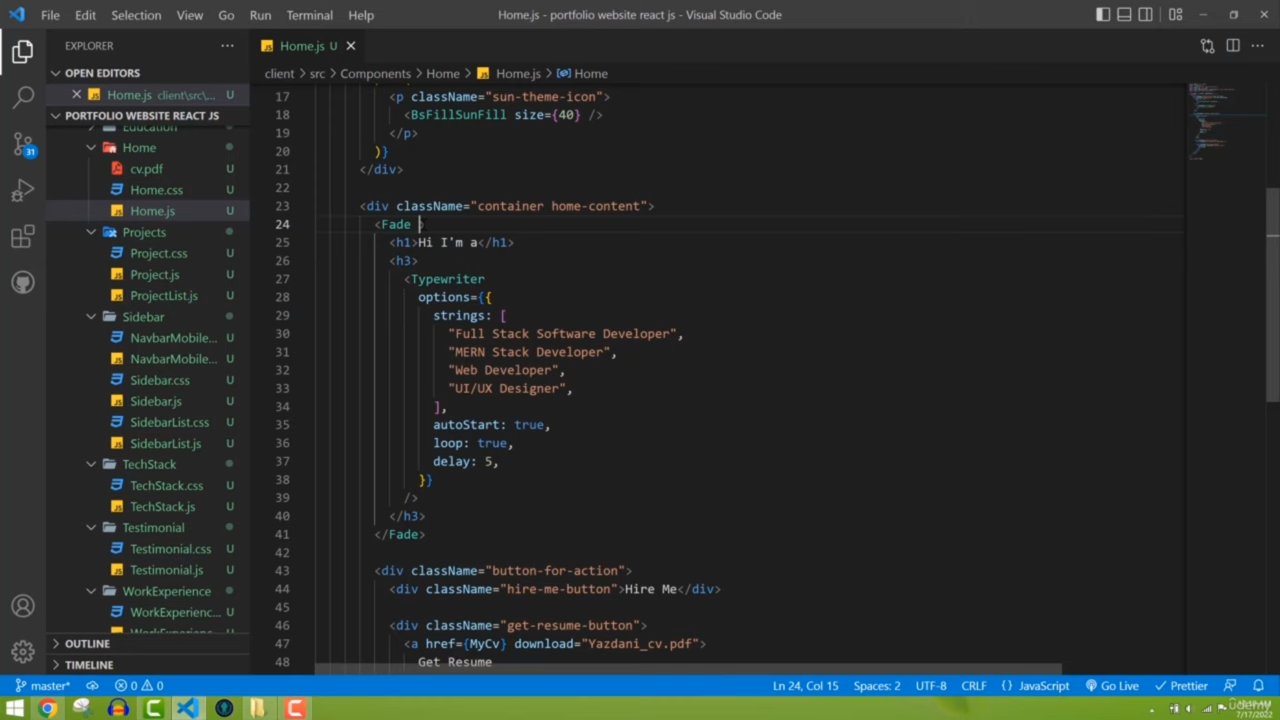 File Edit Selection View Go Run Terminal Help
Home.js - portfolio website react js - Visual Studio Code
EXPLORER
OPEN EDITORS
Home.js client\src\... U
PORTFOLIO WEBSITE REACT JS
Education
Home
cv.pdf U
Home.css U
Home.js U
Projects
Project.css U
Project.js U
ProjectList.js U
Sidebar
NavbarMobile... U
NavbarMobile... U
Sidebar.css U
Sidebar.js U
SidebarList.css U
SidebarList.js U
TechStack
TechStack.css U
TechStack.js U
Testimonial
Testimonial.css U
Testimonial.js U
WorkExperience
WorkExperienc... U
OUTLINE
TIMELINE
31
Home.js U
client > src > Components > Home > Home.js > Home
17 <p className="sun-theme-icon">
18 <BsFillSunFill size={40} />
19 </p>
20 )}
21 </div>
22
23 <div className="container home-content">
24 <Fade >
25 <h1>Hi I'm a</h1>
26 <h3>
27 <Typewriter
28 options={{
29 strings: [
30 "Full Stack Software Developer",
31 "MERN Stack Developer",
32 "Web Developer",
33 "UI/UX Designer",
34 ],
35 autoStart: true,
36 loop: true,
37 delay: 5,
38 }}
39 />
40 </h3>
41 </Fade>
42
43 <div className="button-for-action">
44 <div className="hire-me-button">Hire Me</div>
45
46 <div className="get-resume-button">
47 <a href={MyCv} download="Yazdani_cv.pdf">
48 Get Resume
master* 0 0
Ln 24, Col 15 Spaces: 2 UTF-8 CRLF {} JavaScript Go Live Prettier
7/17/2022